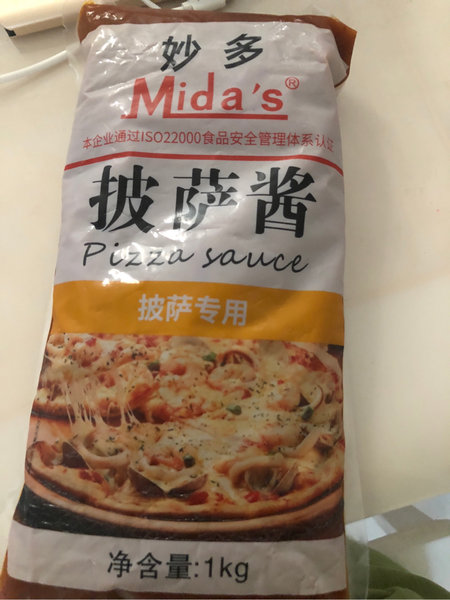 妙多
Mida's®
本企业通过ISO22000食品安全管理体系认证
披萨酱
Pizza sauce
披萨专用
净含量:1kg